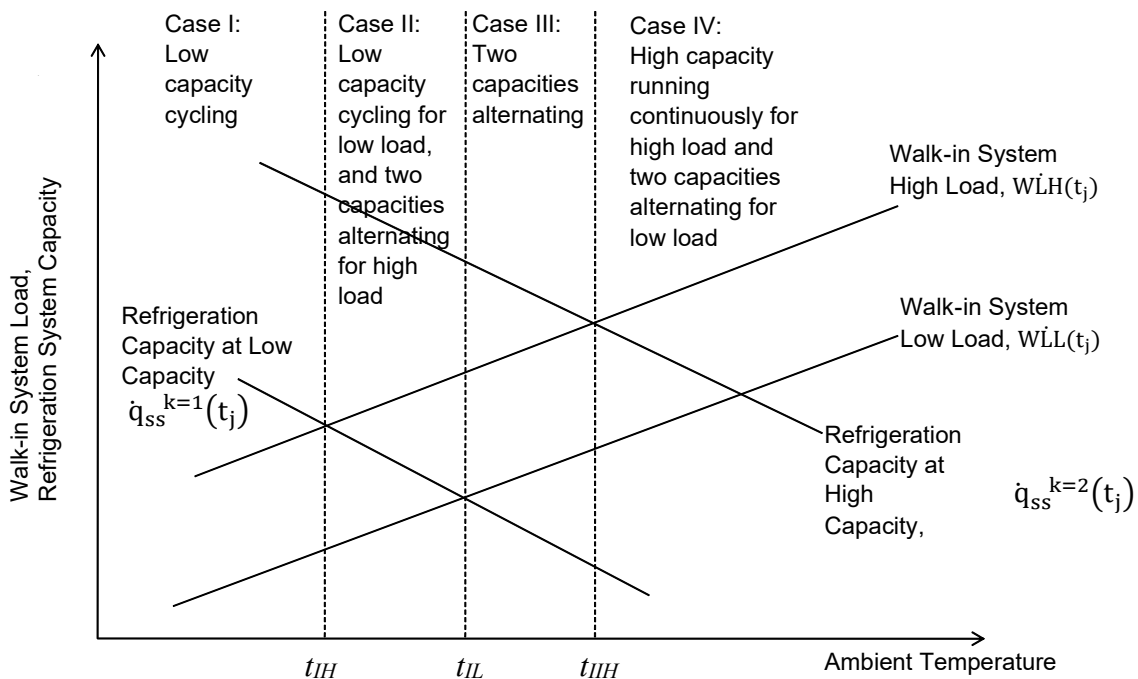 Case I:
Low
capacity
cycling
Case II:
Low
capacity
cycling for
low load,
and two
capacities
alternating
for high
load
Case III:
Two
capacities
alternating
Case IV:
High capacity
running
continuously for
high load and
two capacities
alternating for
low load
Walk-in System
High Load, WL̇H(tⱼ)
Walk-in System
Low Load, WL̇L(tⱼ)
Walk-in System Load,
Refrigeration System Capacity
Refrigeration
Capacity at Low
Capacity
q̇ss^k=1(tⱼ)
Refrigeration
Capacity at
High
Capacity,
q̇ss^k=2(tⱼ)
tIH
tIL
tIIH
Ambient Temperature